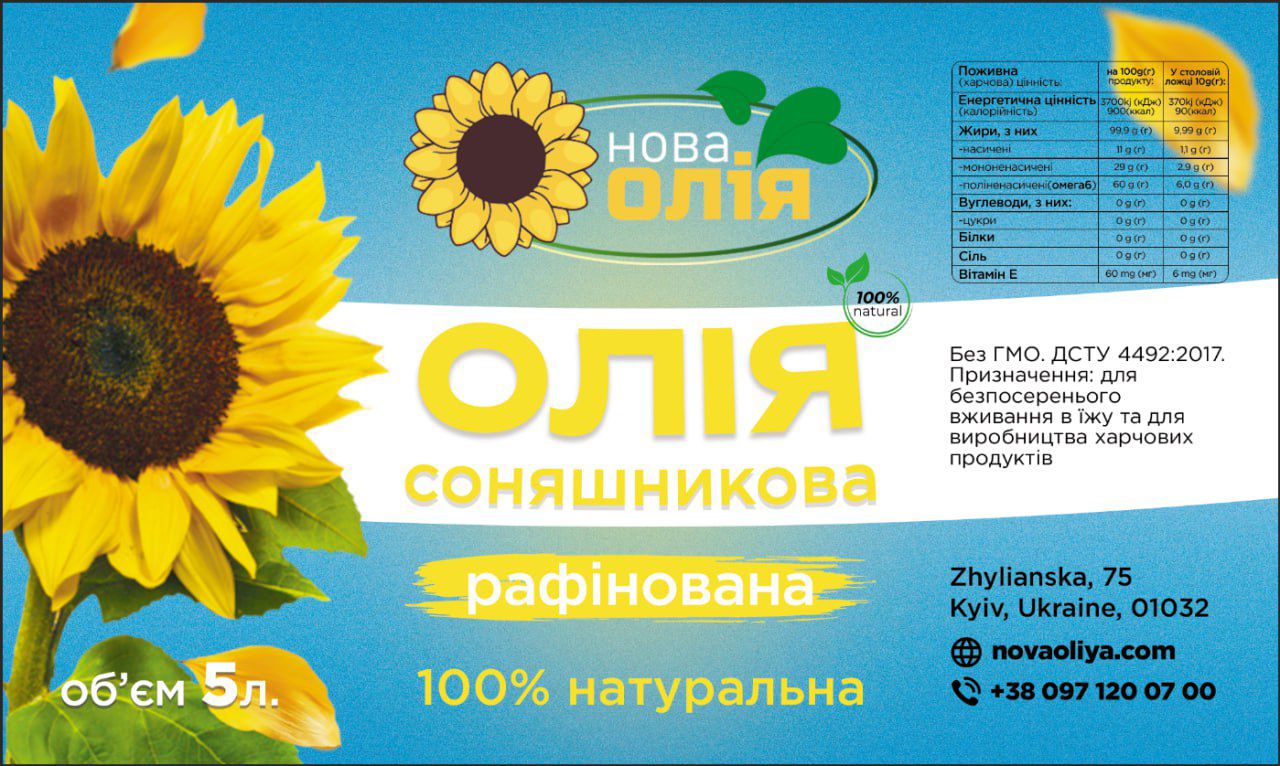 нова
олія
100%
natural
ОЛІЯ
соняшникова
рафінована
100% натуральна
об’єм 5л.
Поживна (харчова) цінність: на 100g(г) продукту: У столовій ложці 10g(г):
Енергетична цінність (калорійність) 3700kj (кДж) 900(ккал) 370kj (кДж) 90(ккал)
Жири, з них 99,9 g (г) 9,99 g (г)
-насичені 11 g (г) 1,1 g (г)
-мононенасичені 29 g (г) 2,9 g (г)
-поліненасичені(омега6) 60 g (г) 6,0 g (г)
Вуглеводи, з них: 0 g (г) 0 g (г)
-цукри 0 g (г) 0 g (г)
Білки 0 g (г) 0 g (г)
Сіль 0 g (г) 0 g (г)
Вітамін Е 60 mg (мг) 6 mg (мг)
Без ГМО. ДСТУ 4492:2017.
Призначення: для
безпосеренього
вживання в їжу та для
виробництва харчових
продуктів
Zhylianska, 75
Kyiv, Ukraine, 01032
novaoliya.com
+38 097 120 07 00